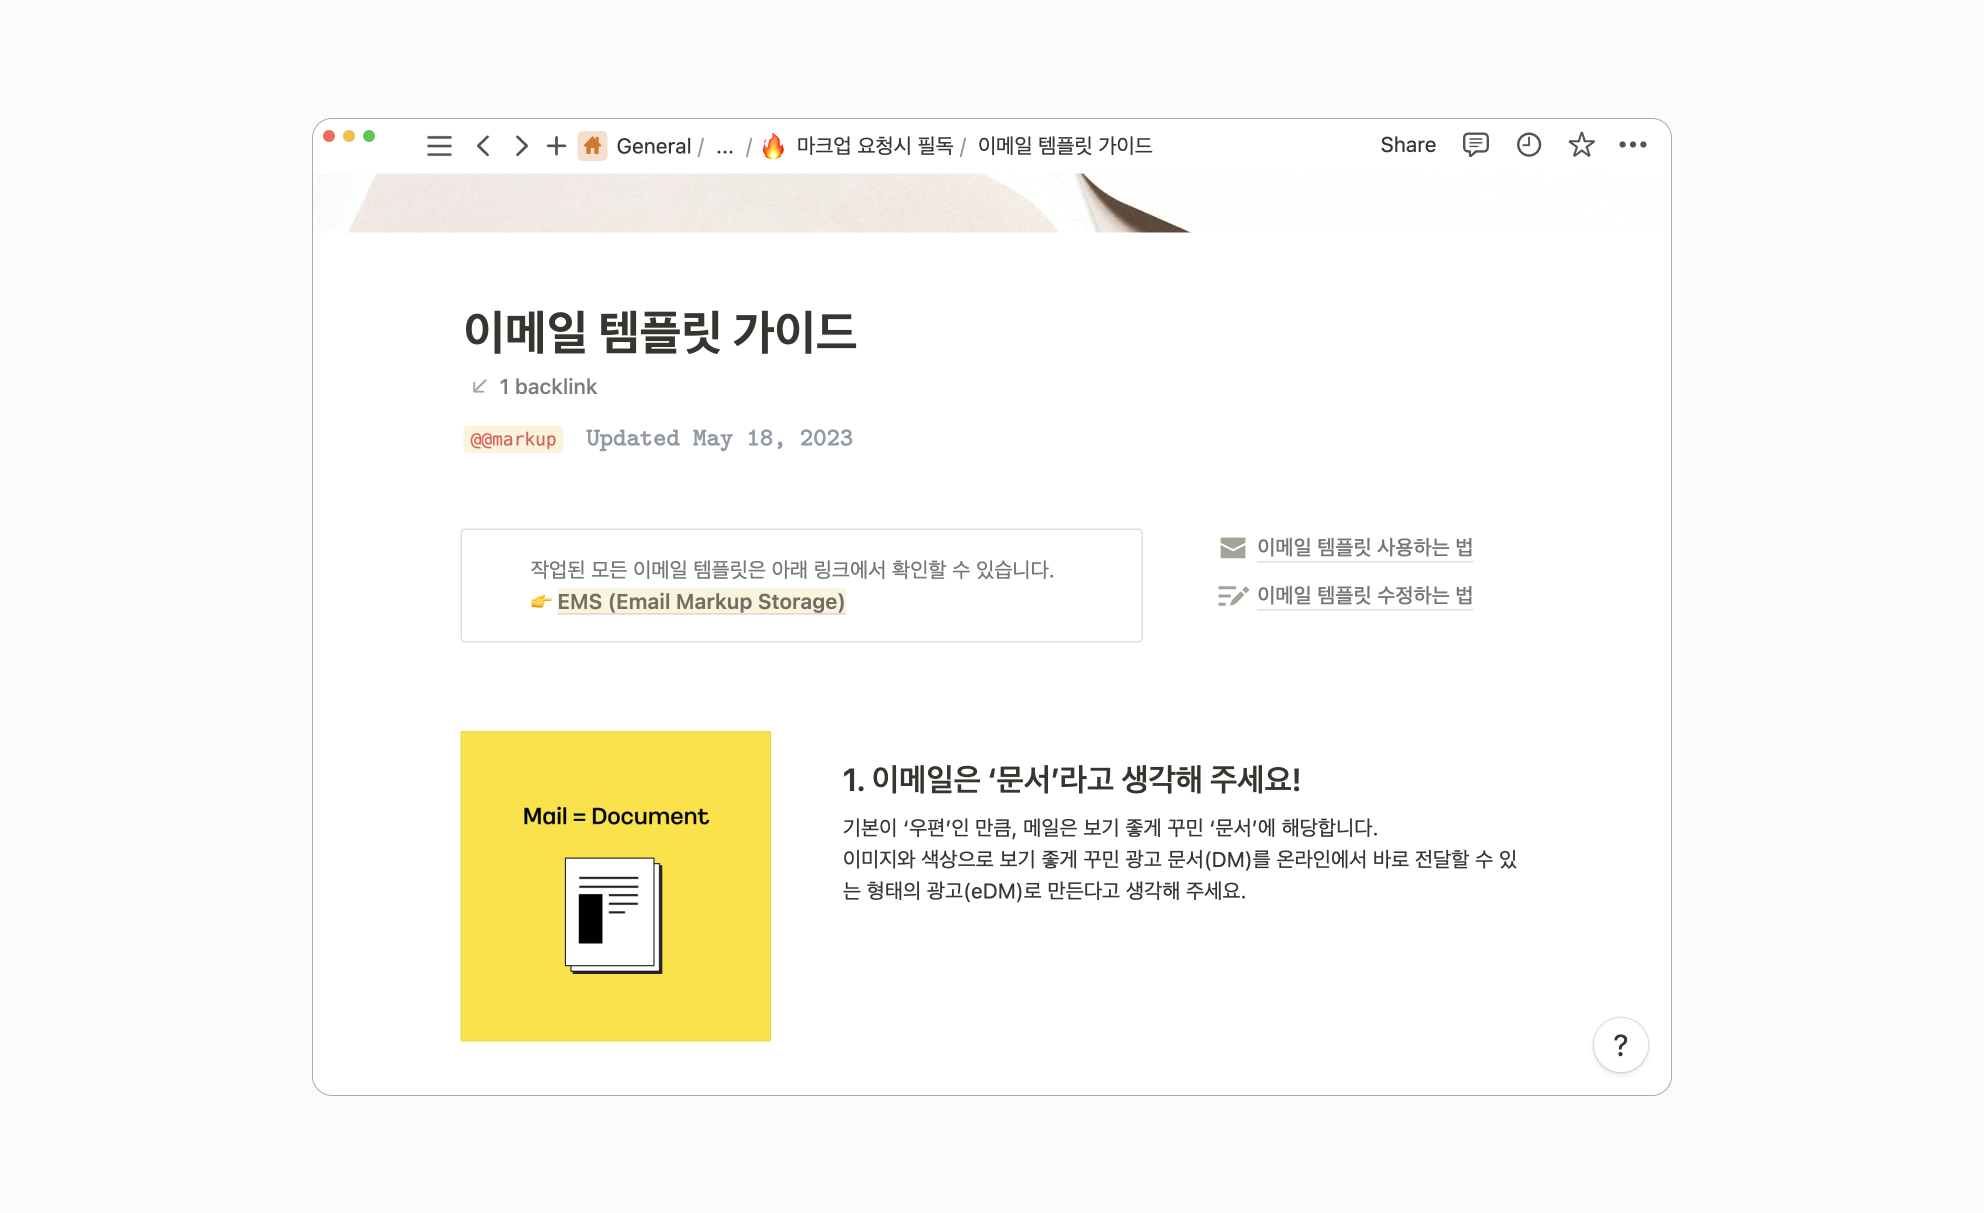 General / ... / 🔥 마크업 요청시 필독 / 이메일 템플릿 가이드
Share
이메일 템플릿 가이드
1 backlink
@@markup Updated May 18, 2023
작업된 모든 이메일 템플릿은 아래 링크에서 확인할 수 있습니다.
👉 EMS (Email Markup Storage)
이메일 템플릿 사용하는 법
이메일 템플릿 수정하는 법
Mail = Document
1. 이메일은 ‘문서’라고 생각해 주세요!
기본이 ‘우편’인 만큼, 메일은 보기 좋게 꾸민 ‘문서’에 해당합니다.
이미지와 색상으로 보기 좋게 꾸민 광고 문서(DM)를 온라인에서 바로 전달할 수 있
는 형태의 광고(eDM)로 만든다고 생각해 주세요.
?